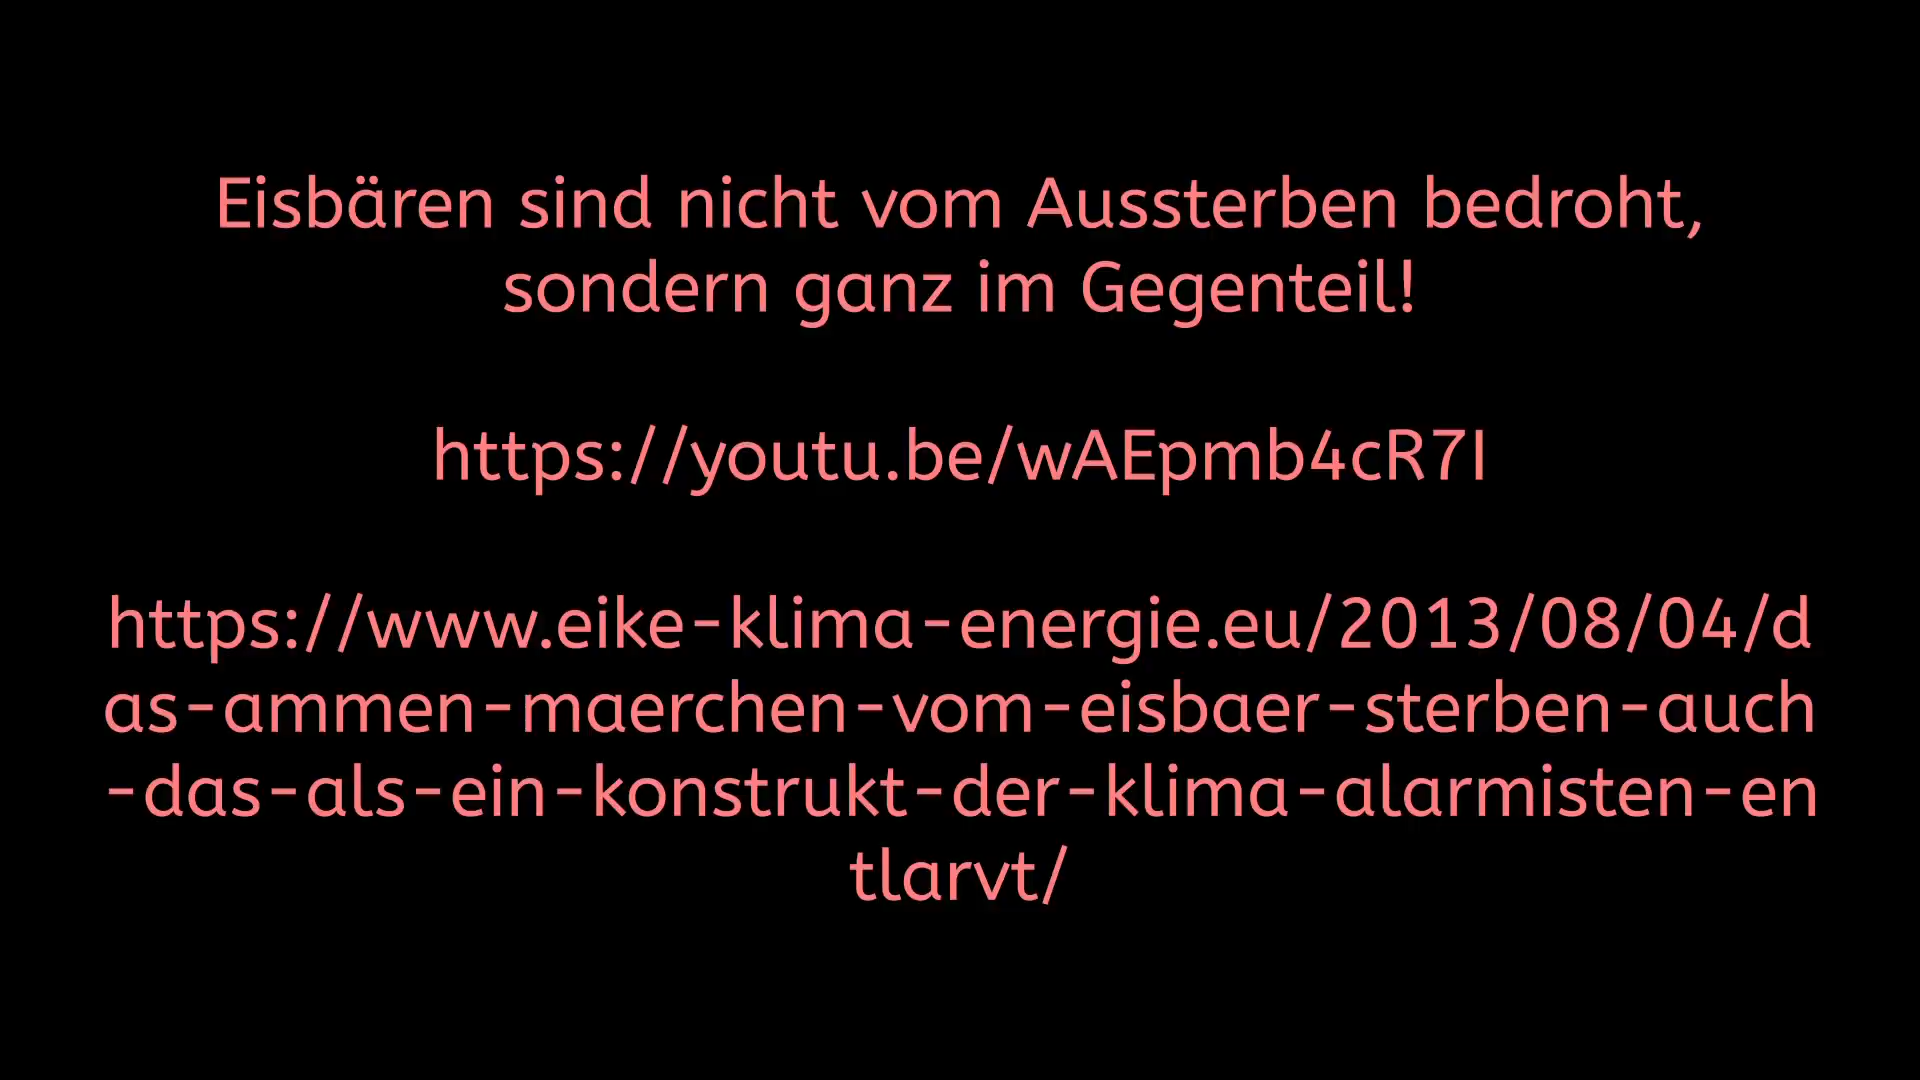 Eisbären sind nicht vom Aussterben bedroht,
sondern ganz im Gegenteil!
https://youtu.be/wAEpmb4cR7I
https://www.eike-klima-energie.eu/2013/08/04/d
as-ammen-maerchen-vom-eisbaer-sterben-auch
-das-als-ein-konstrukt-der-klima-alarmisten-en
tlarvt/